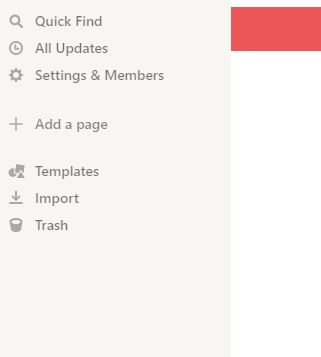 Quick Find
All Updates
Settings & Members
Add a page
Templates
Import
Trash